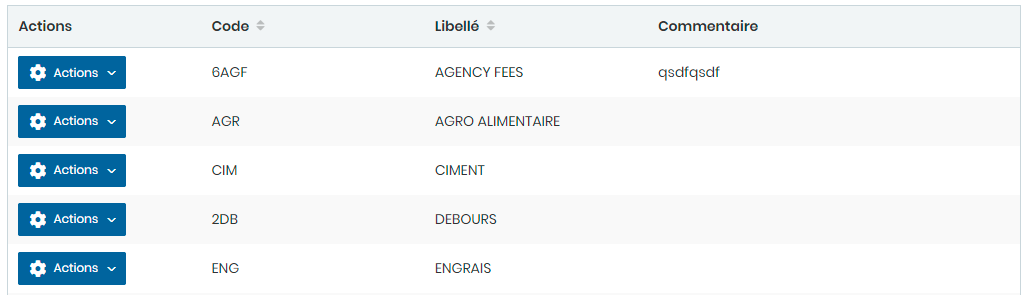 Actions Code Libellé Commentaire
Actions 6AGF AGENCY FEES qsdfqsdf
Actions AGR AGRO ALIMENTAIRE
Actions CIM CIMENT
Actions 2DB DEBOURS
Actions ENG ENGRAIS